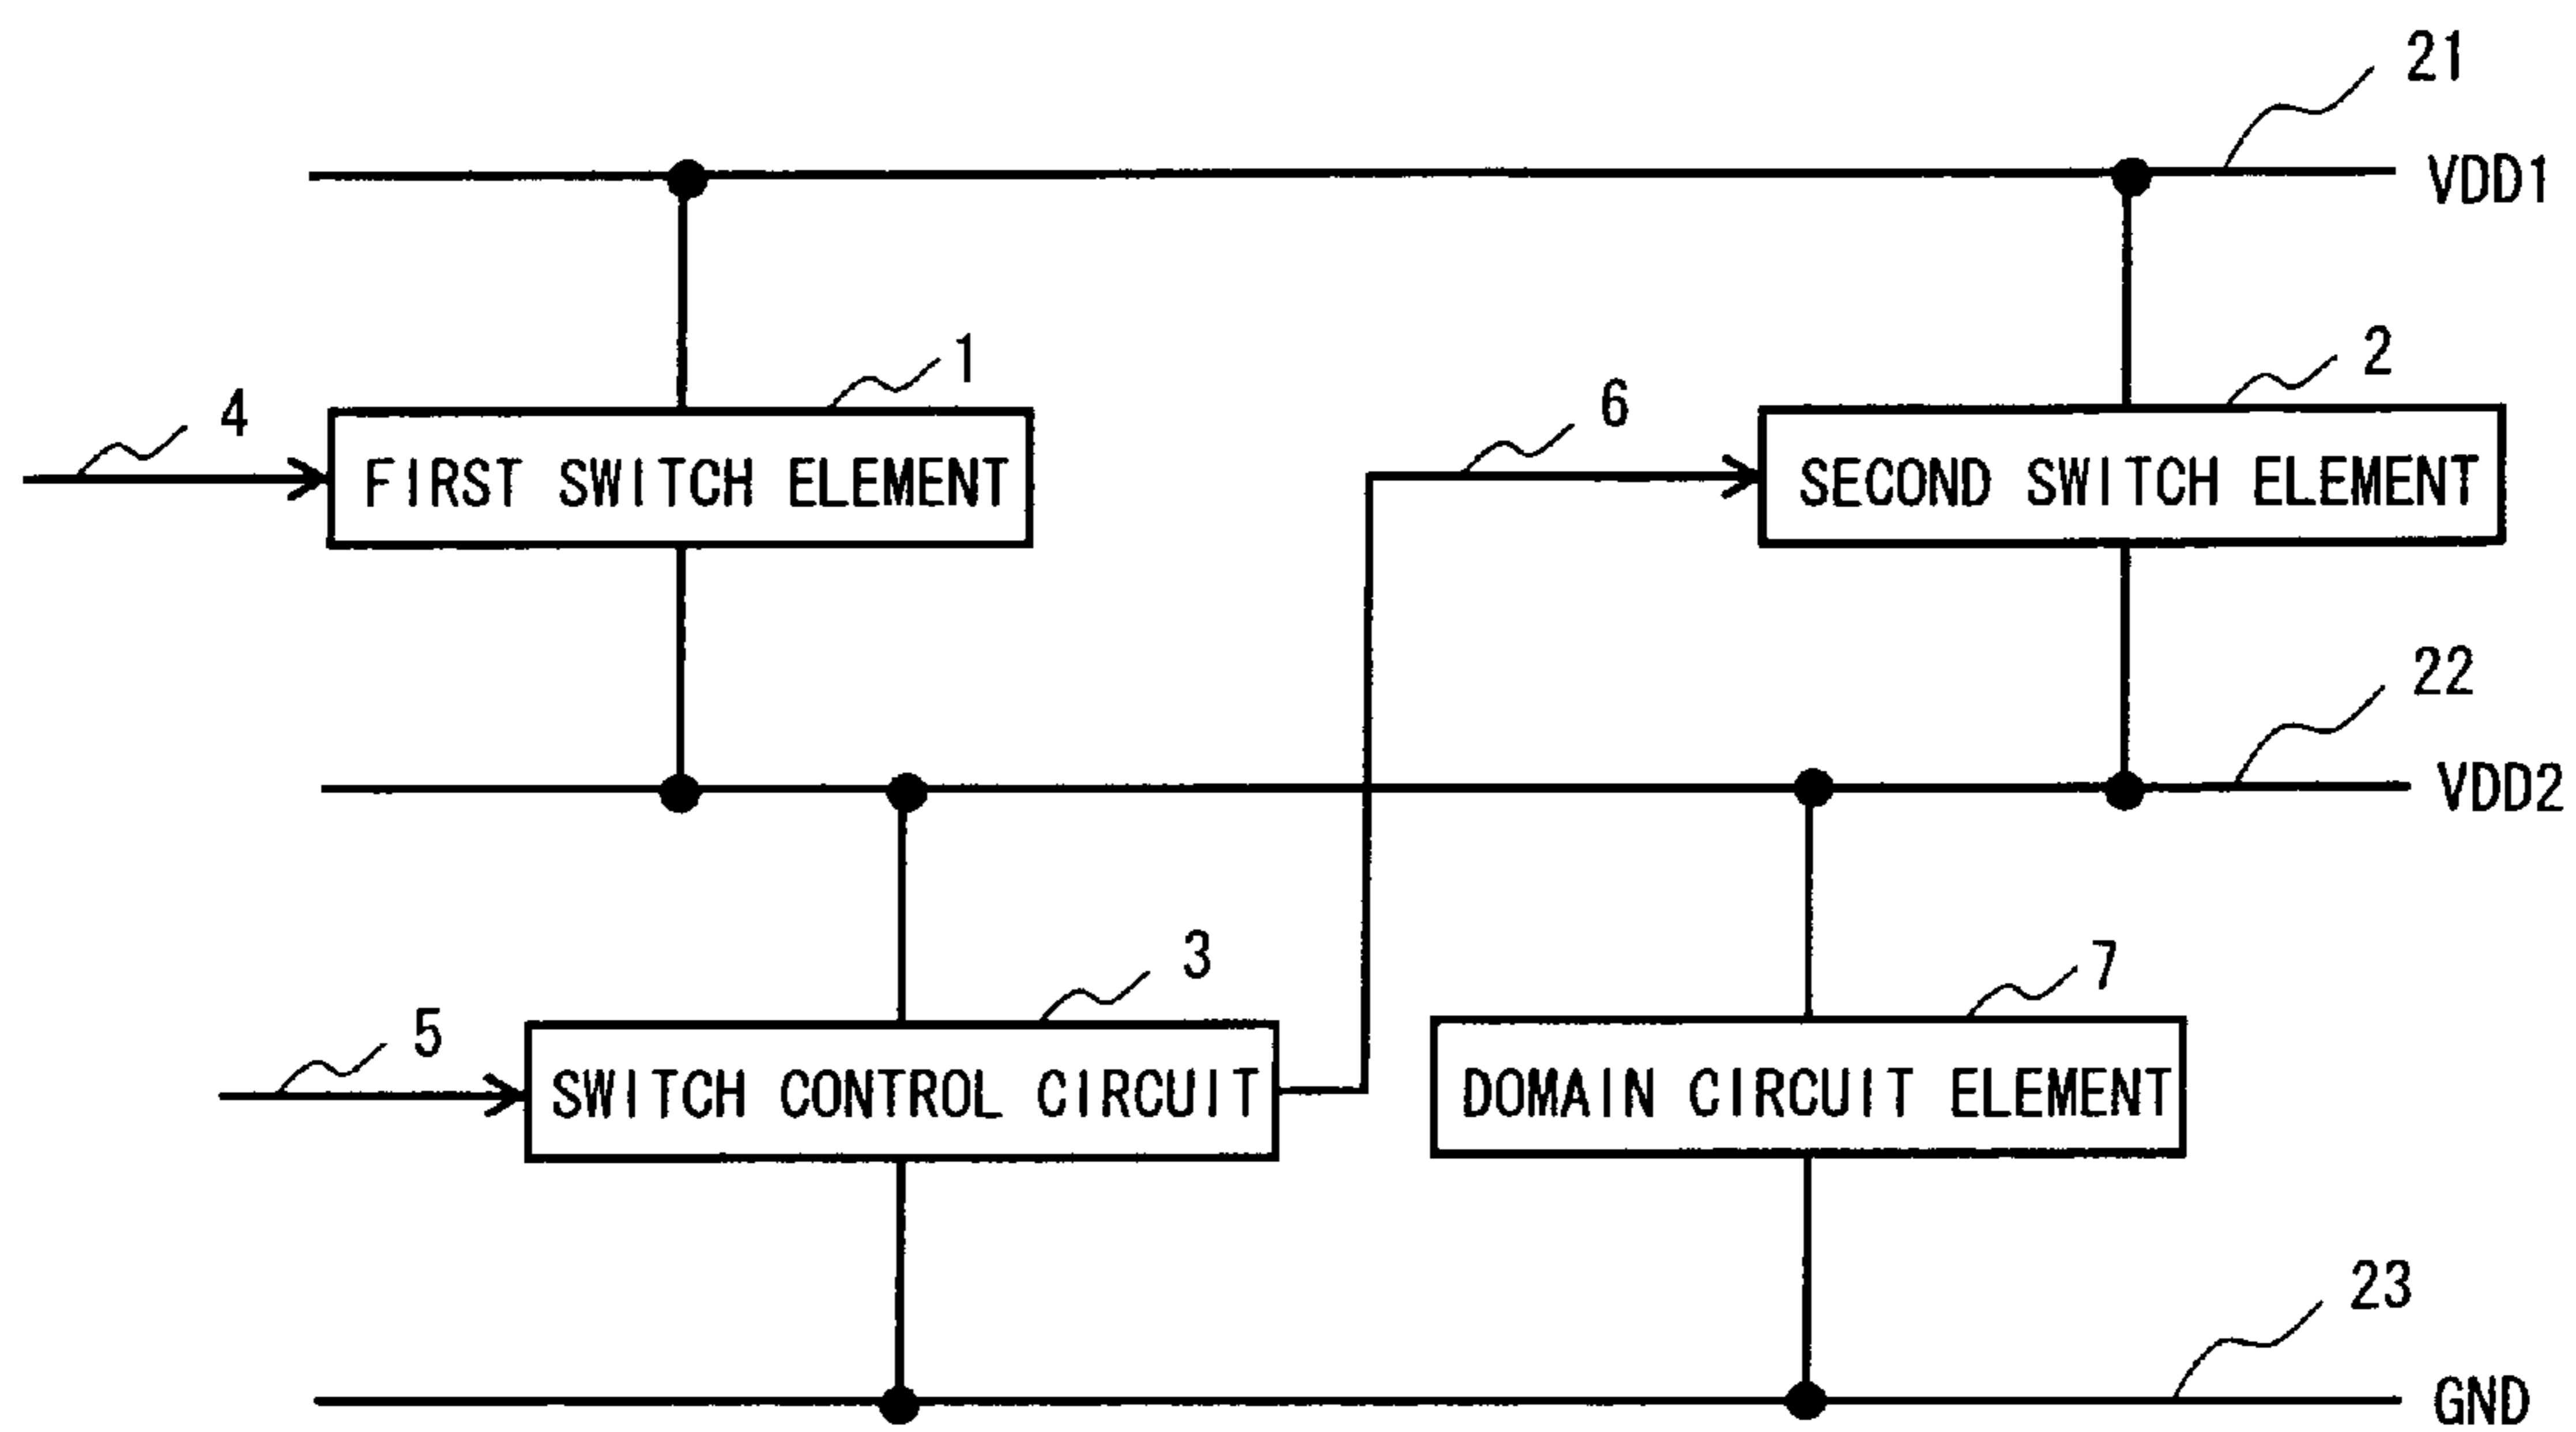 21
VDD1
1
2
4
6
FIRST SWITCH ELEMENT
SECOND SWITCH ELEMENT
22
VDD2
3
7
5
SWITCH CONTROL CIRCUIT
DOMAIN CIRCUIT ELEMENT
23
GND